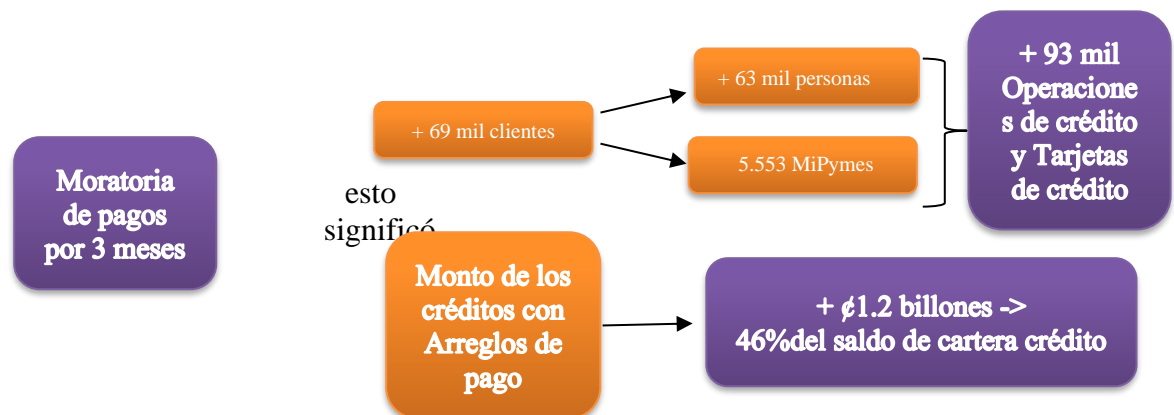 Moratoria
de pagos
por 3 meses
esto
significó
+ 69 mil clientes
+ 63 mil personas
5.553 MiPymes
+ 93 mil
Operacione
s de crédito
y Tarjetas
de crédito
Monto de los
créditos con
Arreglos de
pago
+ ¢1.2 billones ->
46%del saldo de cartera crédito